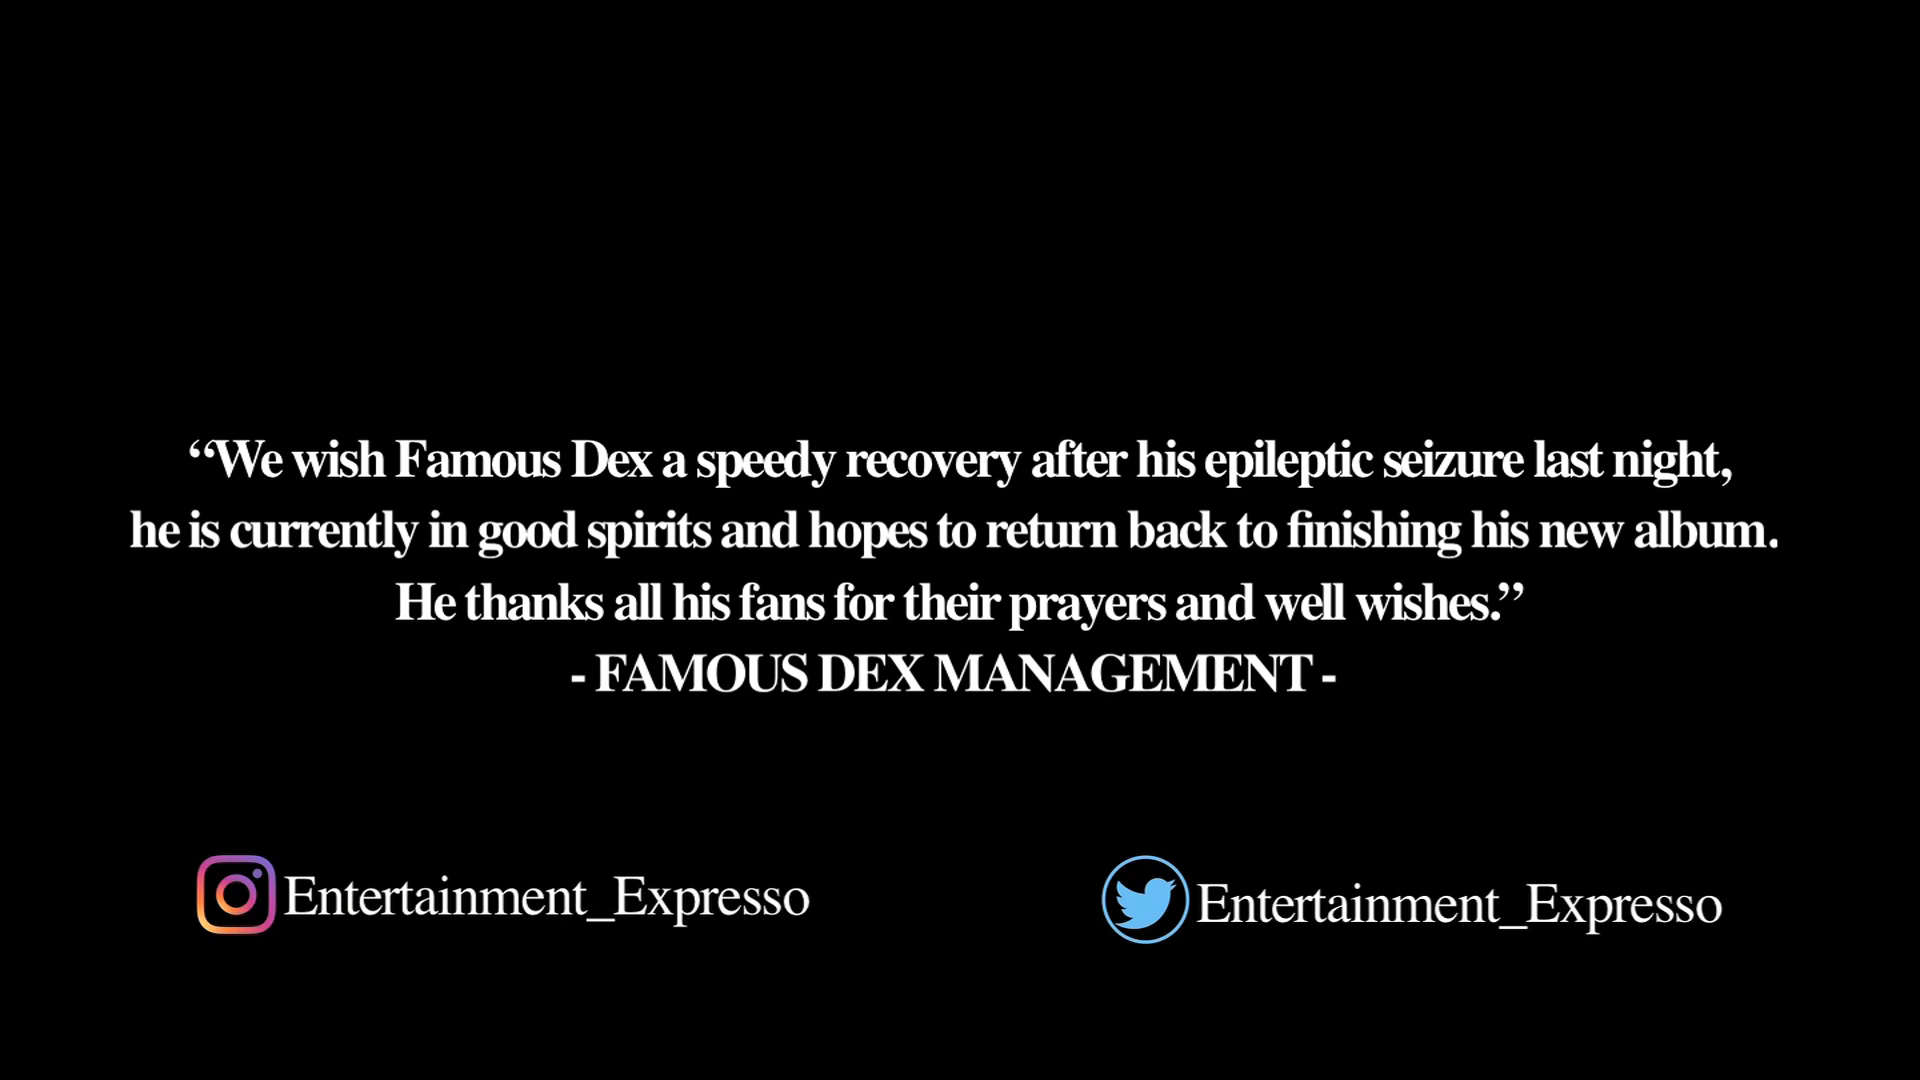 “We wish Famous Dex a speedy recovery after his epileptic seizure last night,
he is currently in good spirits and hopes to return back to finishing his new album.
He thanks all his fans for their prayers and well wishes.”
- FAMOUS DEX MANAGEMENT -
Entertainment_Expresso
Entertainment_Expresso